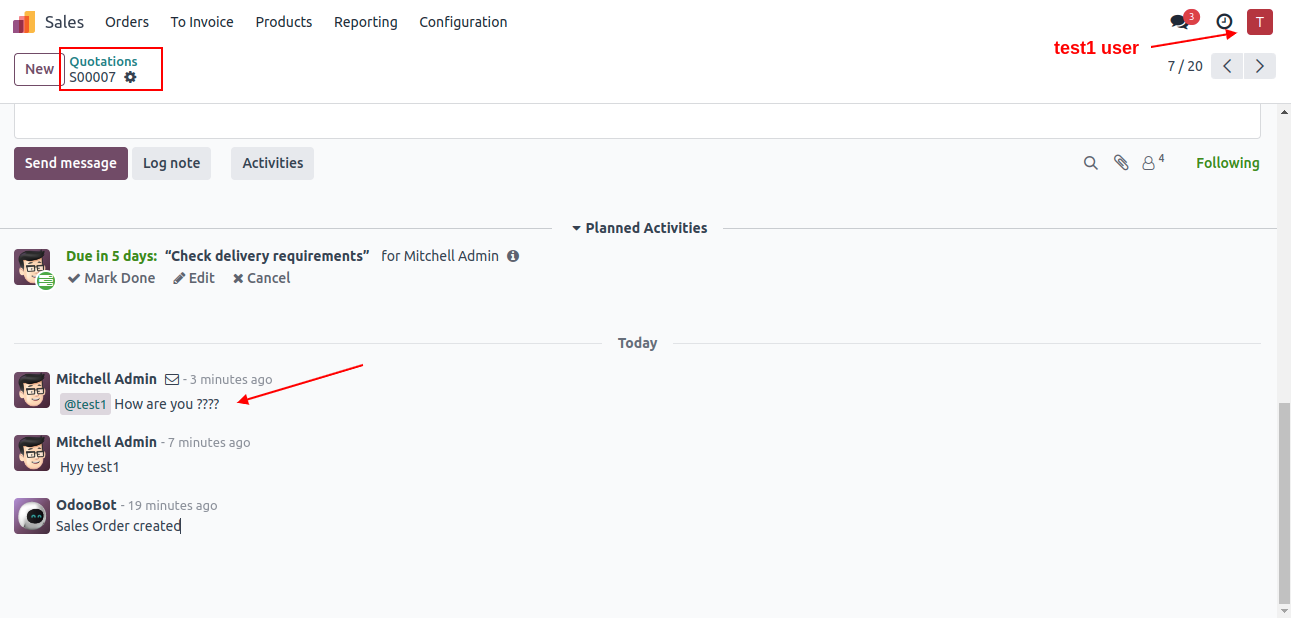 Sales Orders To Invoice Products Reporting Configuration 3 T
test1 user
New Quotations
S00007
7 / 20
Send message Log note Activities 4 Following
Planned Activities
Due in 5 days: “Check delivery requirements” for Mitchell Admin
Mark Done Edit Cancel
Today
Mitchell Admin - 3 minutes ago
@test1 How are you ????
Mitchell Admin - 7 minutes ago
Hyy test1
OdooBot - 19 minutes ago
Sales Order created